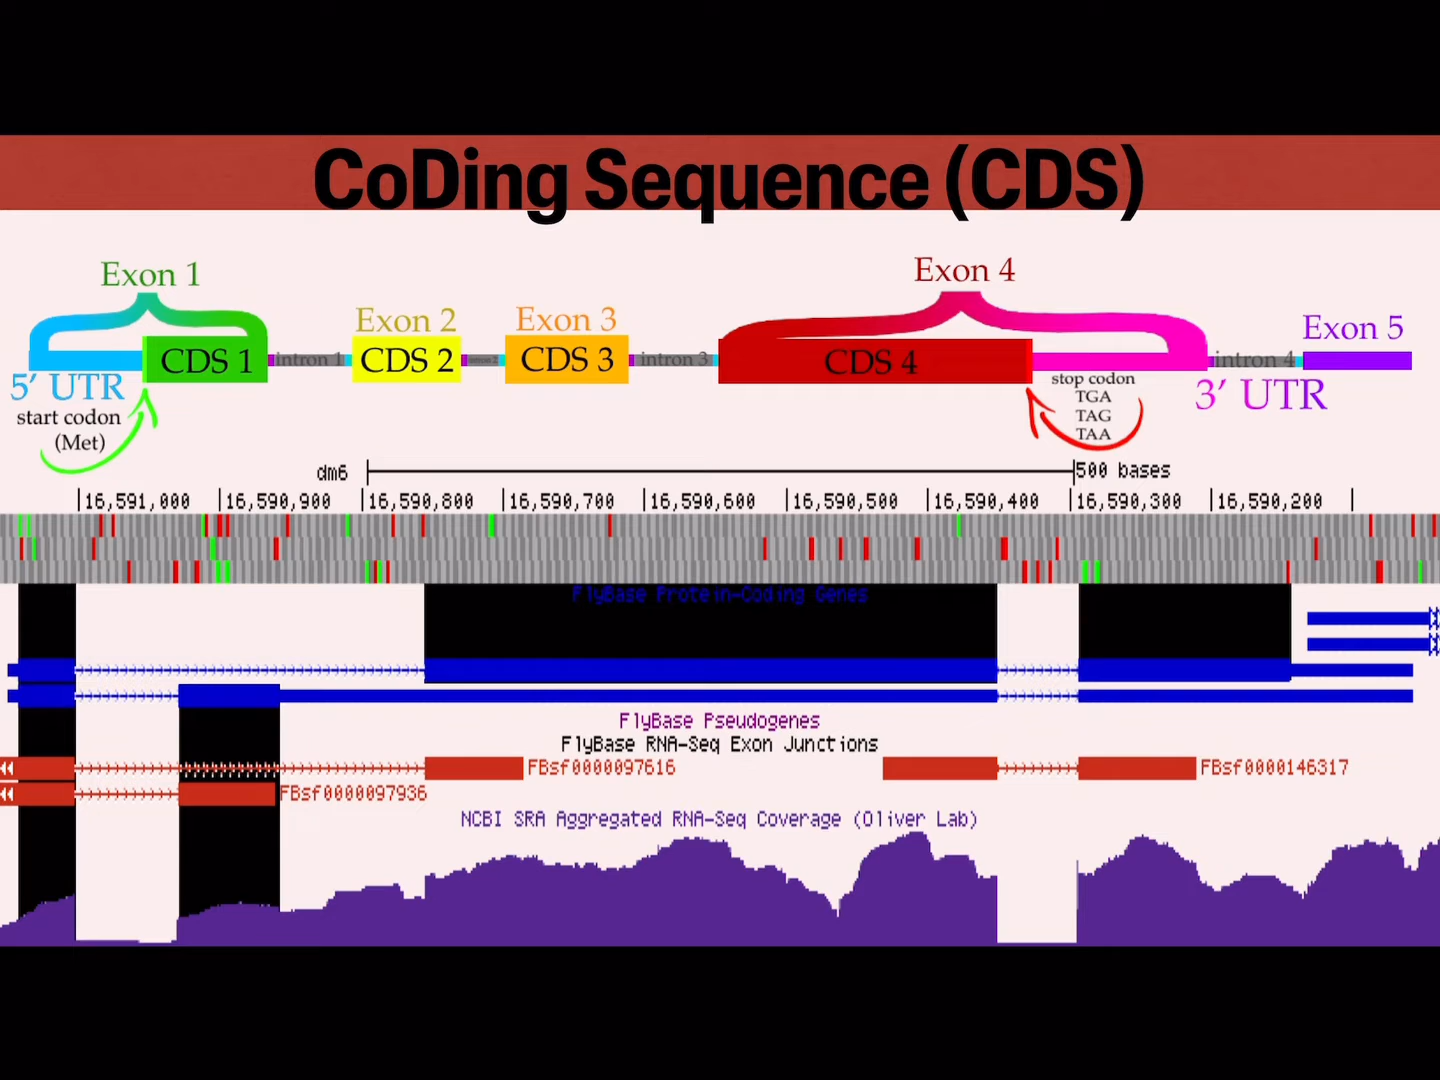 CoDing Sequence (CDS)
Exon 1
Exon 4
Exon 2
Exon 3
Exon 5
CDS 1
intron 1
CDS 2
CDS 3
intron 3
CDS 4
intron 4
5' UTR
start codon
(Met)
stop codon
TGA
TAG
TAA
3' UTR
dm6
500 bases
16,591,000
16,590,900
16,590,800
16,590,700
16,590,600
16,590,500
16,590,400
16,590,300
16,590,200
FlyBase Protein-Coding Genes
FlyBase Pseudogenes
FlyBase RNA-Seq Exon Junctions
FBsf0000097616
FBsf0000146317
FBsf0000097936
NCBI SRA Aggregated RNA-Seq Coverage (Oliver Lab)